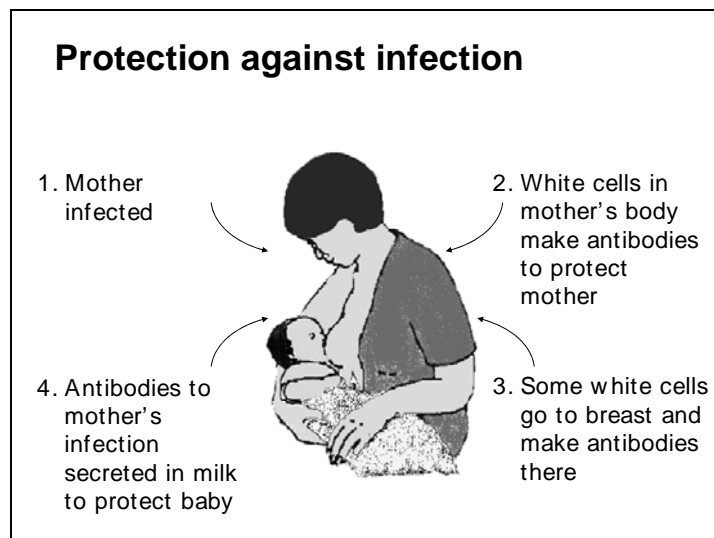 Protection against infection
1. Mother
infected
2. White cells in
mother's body
make antibodies
to protect
mother
3. Some white cells
go to breast and
make antibodies
there
4. Antibodies to
mother's
infection
secreted in milk
to protect baby